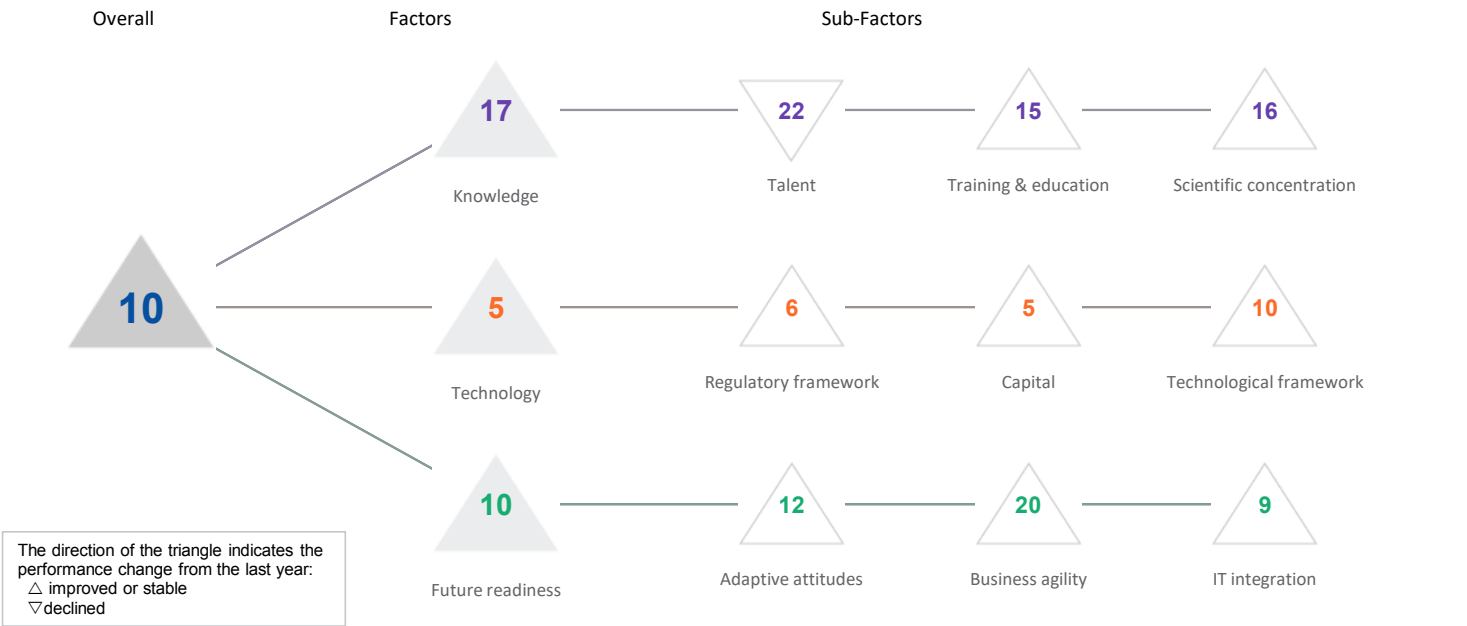 Overall Factors Sub-Factors
17 22 15 16
Knowledge Talent Training & education Scientific concentration
10
5 6 5 10
Technology Regulatory framework Capital Technological framework
10 12 20 9
Future readiness Adaptive attitudes Business agility IT integration
The direction of the triangle indicates the
performance change from the last year:
△ improved or stable
▽declined